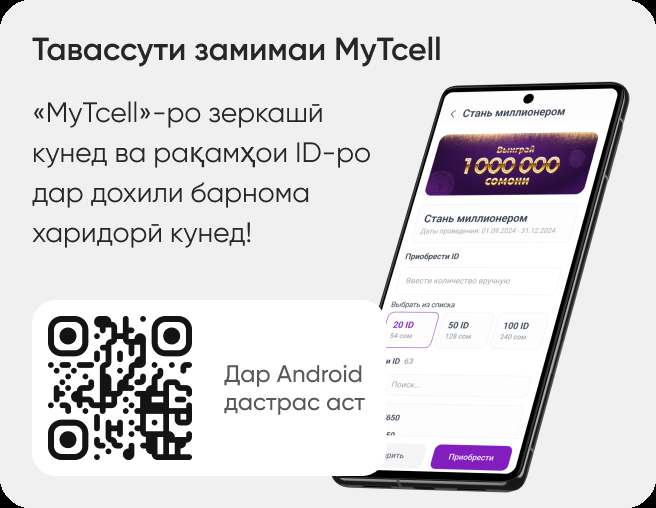 Тавассути замимаи MyTcell
«MyTcell»-ро зеркашӣ
кунед ва рақамҳои ID-ро
дар дохили барнома
харидорӣ кунед!
Дар Android
дастрас аст
Стань миллионером
Выиграй
1 000 000
сомони
Стань миллионером
Даты проведения: 01.09.2024 - 31.12.2024
Приобрести ID
Ввести количество вручную
Выбрать из списка
20 ID
50 ID
100 ID
54 сом
128 сом
240 сом
ID 63
Поиск...
650
Приобрести